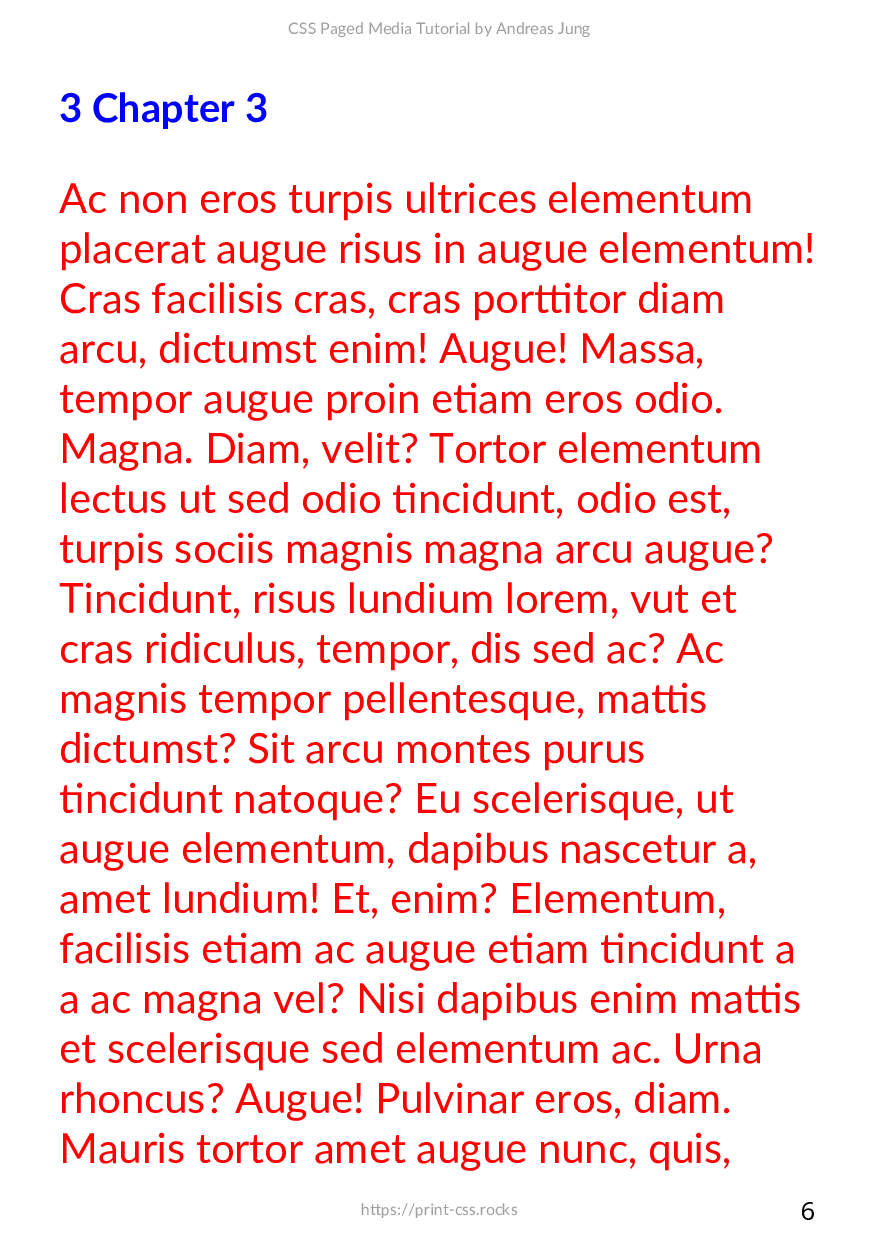 CSS Paged Media Tutorial by Andreas Jung
3 Chapter 3
Ac non eros turpis ultrices elementum
placerat augue risus in augue elementum!
Cras facilisis cras, cras porttitor diam
arcu, dictumst enim! Augue! Massa,
tempor augue proin etiam eros odio.
Magna. Diam, velit? Tortor elementum
lectus ut sed odio tincidunt, odio est,
turpis sociis magnis magna arcu augue?
Tincidunt, risus lundium lorem, vut et
cras ridiculus, tempor, dis sed ac? Ac
magnis tempor pellentesque, mattis
dictumst? Sit arcu montes purus
tincidunt natoque? Eu scelerisque, ut
augue elementum, dapibus nascetur a,
amet lundium! Et, enim? Elementum,
facilisis etiam ac augue etiam tincidunt a
a ac magna vel? Nisi dapibus enim mattis
et scelerisque sed elementum ac. Urna
rhoncus? Augue! Pulvinar eros, diam.
Mauris tortor amet augue nunc, quis,
https://print-css.rocks
6